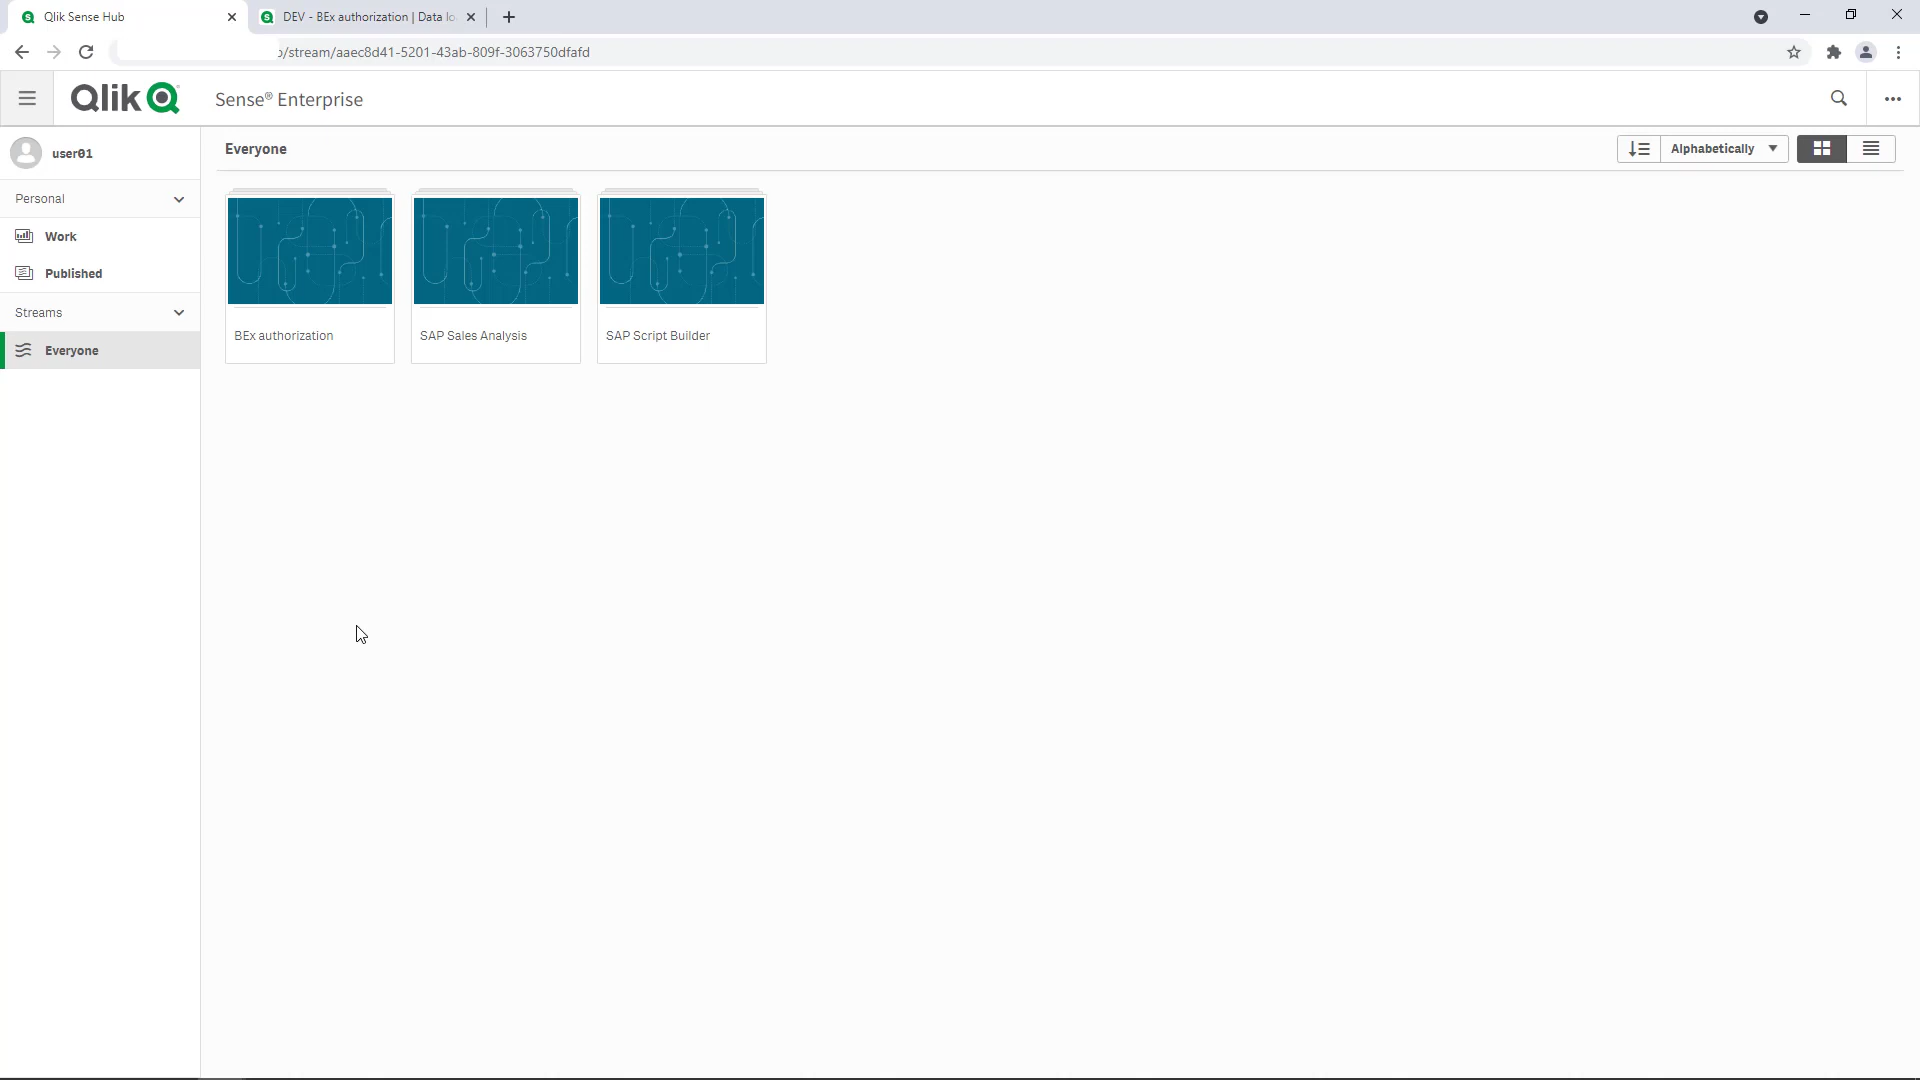 Qlik Sense Hub
DEV - BEx authorization | Data lo
/stream/aaec8d41-5201-43ab-809f-3063750dfafd
Qlik
Sense® Enterprise
user01
Everyone
Alphabetically
Personal
Work
Published
Streams
Everyone
BEx authorization
SAP Sales Analysis
SAP Script Builder